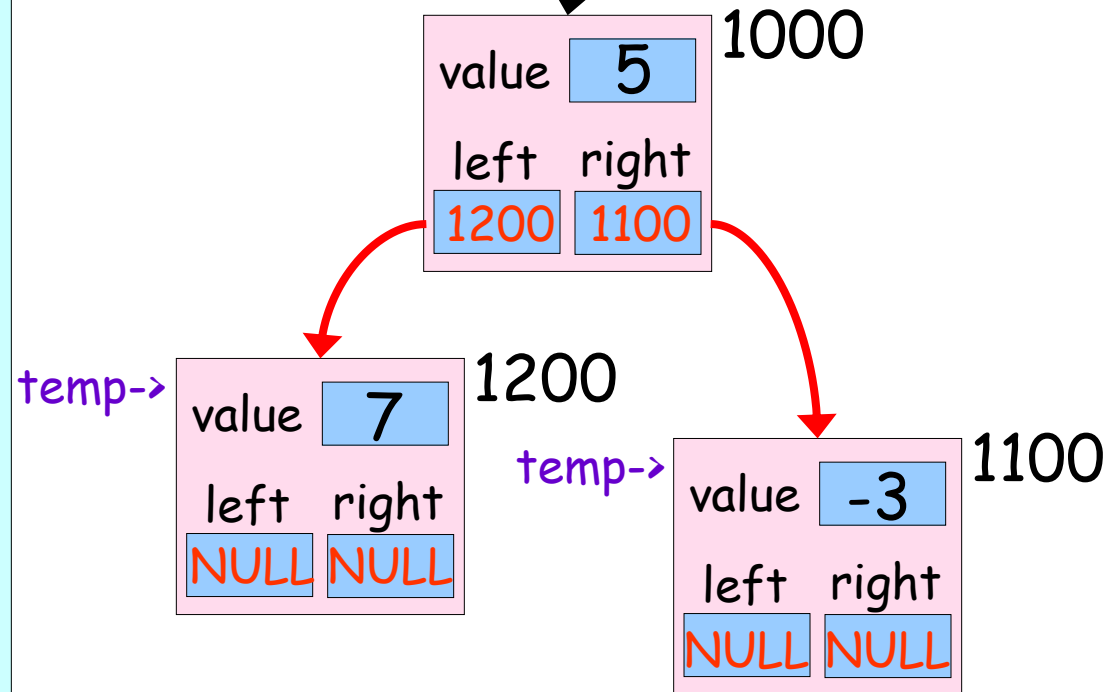 1000
value 5
left right
1200 1100
temp->
1200
value 7
left right
NULL NULL
temp->
1100
value -3
left right
NULL NULL